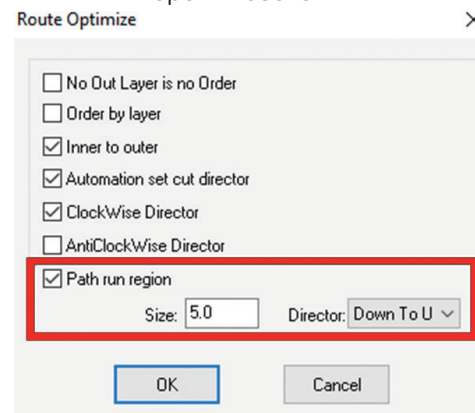 Route Optimize
No Out Layer is no Order
Order by layer
Inner to outer
Automation set cut director
ClockWise Director
AntiClockWise Director
Path run region
Size: 5.0 Director: Down To U
OK Cancel